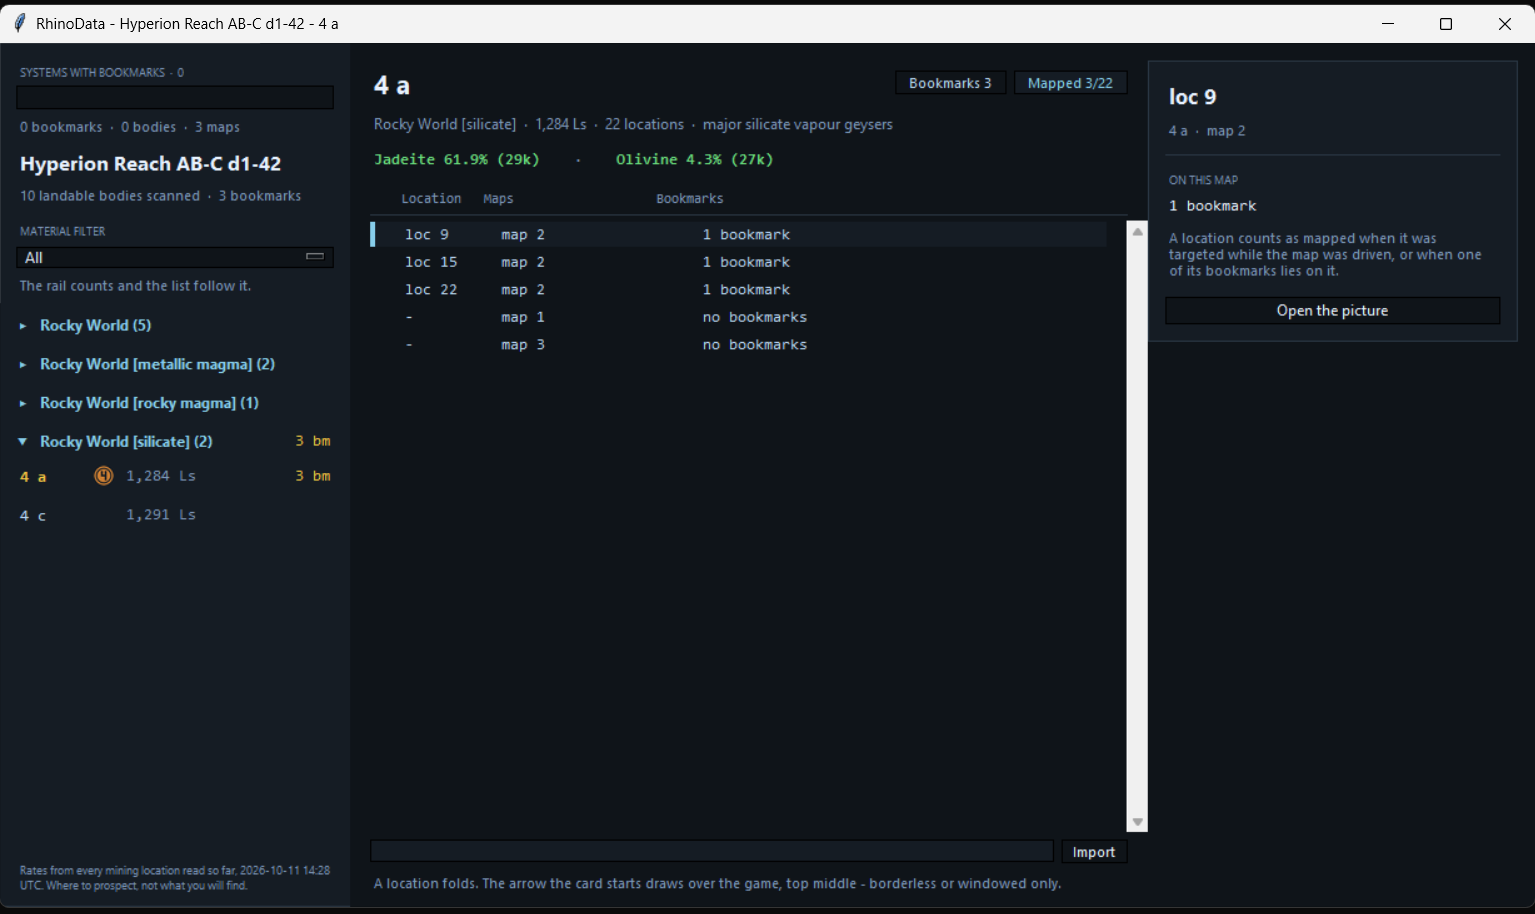 RhinoData - Hyperion Reach AB-C d1-42 - 4 a
SYSTEMS WITH BOOKMARKS · 0
0 bookmarks · 0 bodies · 3 maps
Hyperion Reach AB-C d1-42
10 landable bodies scanned · 3 bookmarks
MATERIAL FILTER
All
The rail counts and the list follow it.
▸ Rocky World (5)
▸ Rocky World [metallic magma] (2)
▸ Rocky World [rocky magma] (1)
▼ Rocky World [silicate] (2) 3 bm
4 a 4 1,284 Ls 3 bm
4 c 1,291 Ls
Rates from every mining location read so far, 2026-10-11 14:28
UTC. Where to prospect, not what you will find.
4 a
Bookmarks 3 Mapped 3/22
Rocky World [silicate] · 1,284 Ls · 22 locations · major silicate vapour geysers
Jadeite 61.9% (29k) · Olivine 4.3% (27k)
Location Maps Bookmarks
loc 9 map 2 1 bookmark
loc 15 map 2 1 bookmark
loc 22 map 2 1 bookmark
- map 1 no bookmarks
- map 3 no bookmarks
Import
A location folds. The arrow the card starts draws over the game, top middle - borderless or windowed only.
loc 9
4 a · map 2
ON THIS MAP
1 bookmark
A location counts as mapped when it was
targeted while the map was driven, or when one
of its bookmarks lies on it.
Open the picture